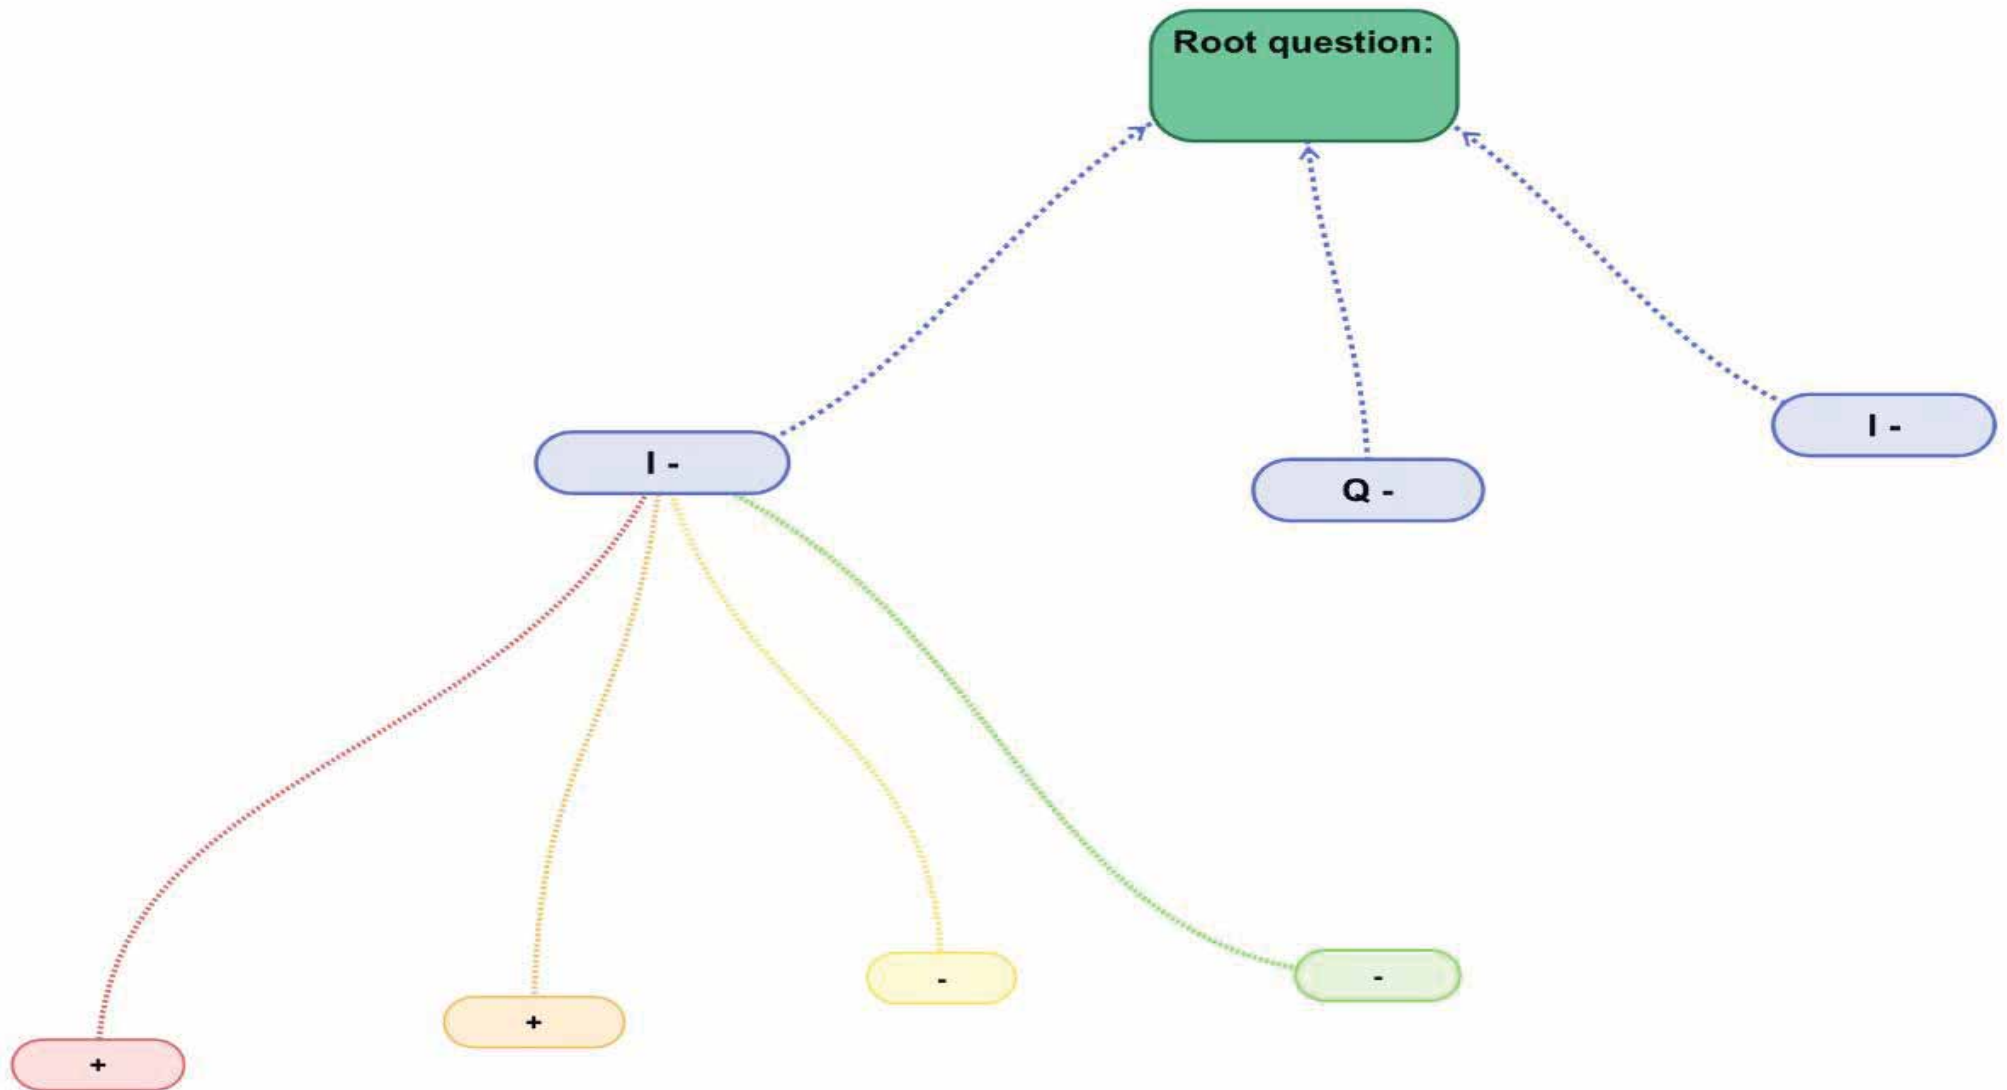 Root question:
I -
Q -
I -
+
+
-
-